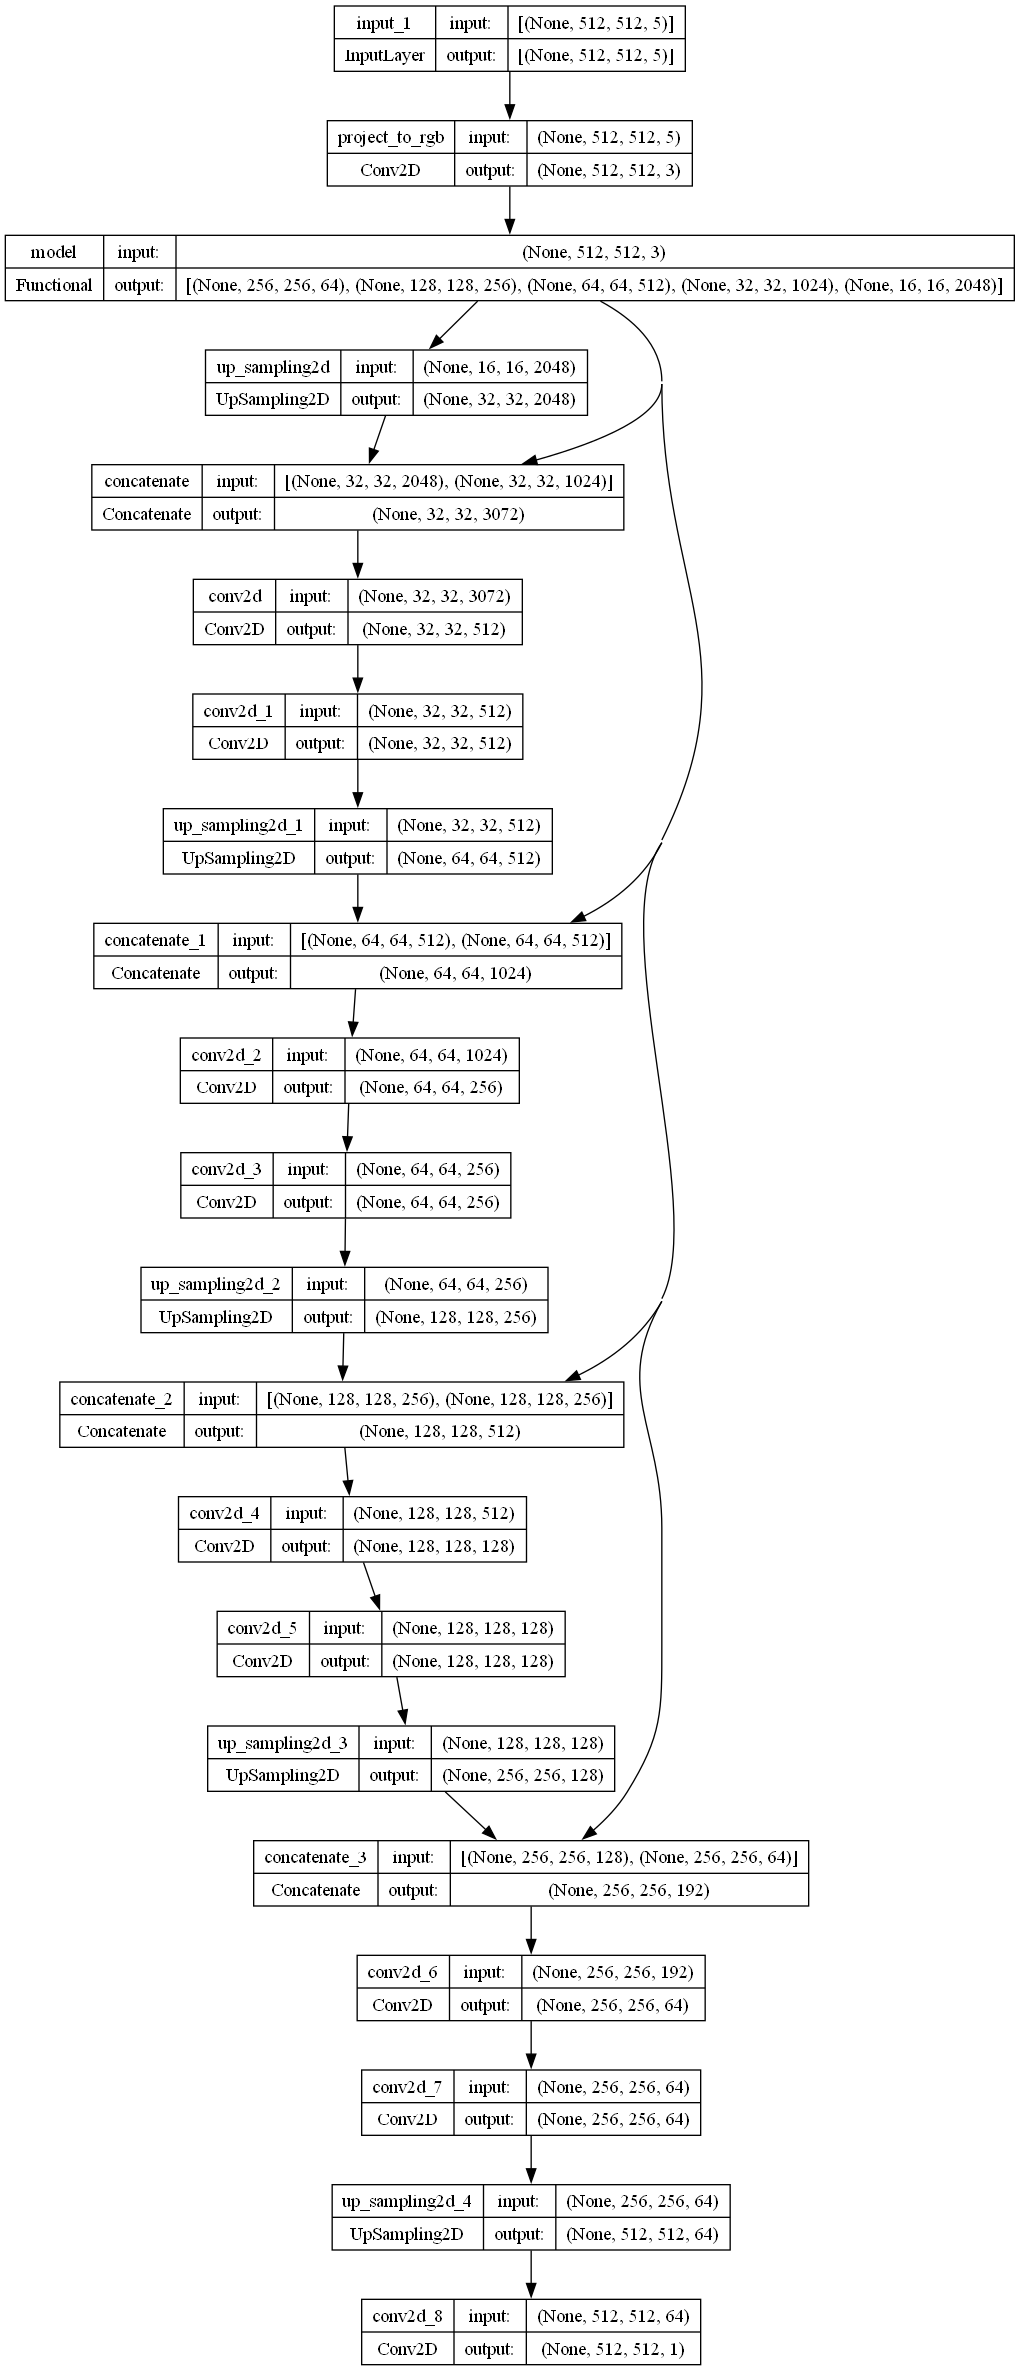 input_1 input: [(None, 512, 512, 5)]
InputLayer output: [(None, 512, 512, 5)]
project_to_rgb input: (None, 512, 512, 5)
Conv2D output: (None, 512, 512, 3)
model input: (None, 512, 512, 3)
Functional output: [(None, 256, 256, 64), (None, 128, 128, 256), (None, 64, 64, 512), (None, 32, 32, 1024), (None, 16, 16, 2048)]
up_sampling2d input: (None, 16, 16, 2048)
UpSampling2D output: (None, 32, 32, 2048)
concatenate input: [(None, 32, 32, 2048), (None, 32, 32, 1024)]
Concatenate output: (None, 32, 32, 3072)
conv2d input: (None, 32, 32, 3072)
Conv2D output: (None, 32, 32, 512)
conv2d_1 input: (None, 32, 32, 512)
Conv2D output: (None, 32, 32, 512)
up_sampling2d_1 input: (None, 32, 32, 512)
UpSampling2D output: (None, 64, 64, 512)
concatenate_1 input: [(None, 64, 64, 512), (None, 64, 64, 512)]
Concatenate output: (None, 64, 64, 1024)
conv2d_2 input: (None, 64, 64, 1024)
Conv2D output: (None, 64, 64, 256)
conv2d_3 input: (None, 64, 64, 256)
Conv2D output: (None, 64, 64, 256)
up_sampling2d_2 input: (None, 64, 64, 256)
UpSampling2D output: (None, 128, 128, 256)
concatenate_2 input: [(None, 128, 128, 256), (None, 128, 128, 256)]
Concatenate output: (None, 128, 128, 512)
conv2d_4 input: (None, 128, 128, 512)
Conv2D output: (None, 128, 128, 128)
conv2d_5 input: (None, 128, 128, 128)
Conv2D output: (None, 128, 128, 128)
up_sampling2d_3 input: (None, 128, 128, 128)
UpSampling2D output: (None, 256, 256, 128)
concatenate_3 input: [(None, 256, 256, 128), (None, 256, 256, 64)]
Concatenate output: (None, 256, 256, 192)
conv2d_6 input: (None, 256, 256, 192)
Conv2D output: (None, 256, 256, 64)
conv2d_7 input: (None, 256, 256, 64)
Conv2D output: (None, 256, 256, 64)
up_sampling2d_4 input: (None, 256, 256, 64)
UpSampling2D output: (None, 512, 512, 64)
conv2d_8 input: (None, 512, 512, 64)
Conv2D output: (None, 512, 512, 1)